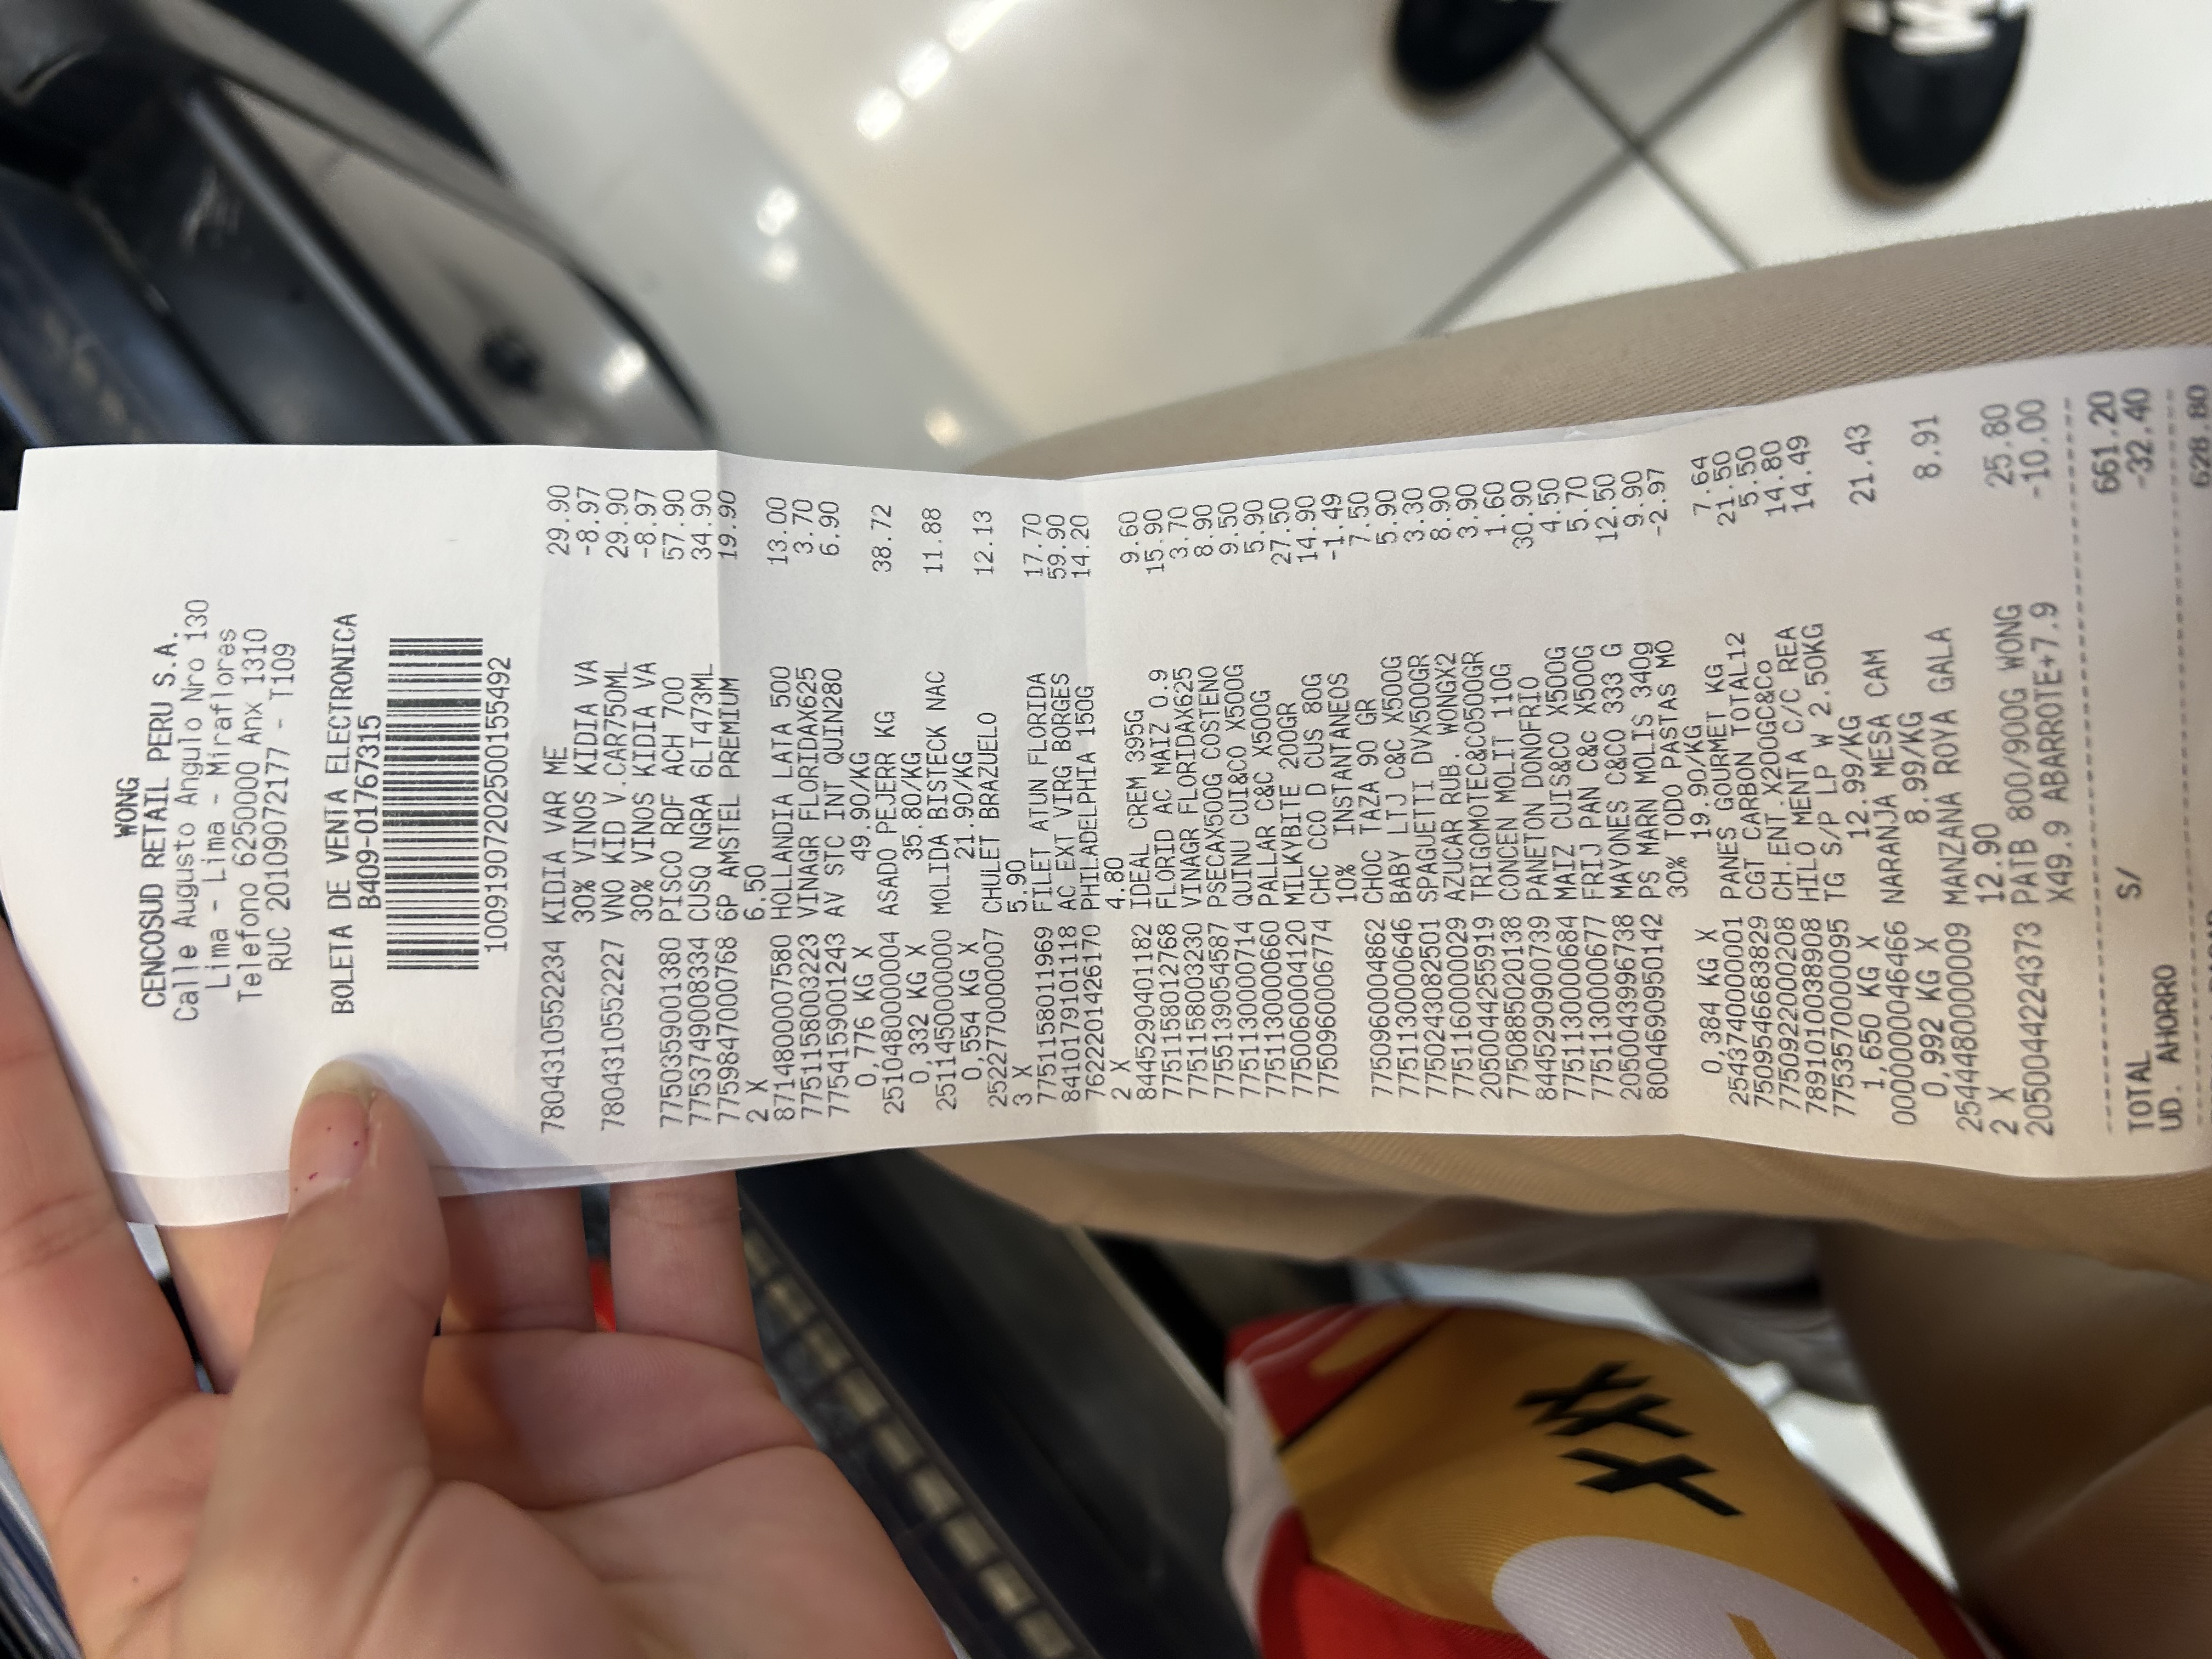 WONG
CENCOSUD RETAIL PERU S.A.
Calle Augusto Angulo Nro 130
Lima - Lima - Miraflores
Telefono 6250000 Anx 1310
RUC 20109072177 - T109
BOLETA DE VENTA ELECTRONICA
B409-01767315
10091907202500155492
7804310552234 KIDIA VAR ME 29.90
30% VINOS KIDIA VA -8.97
7804310552227 VNO KID V.CAR750ML 29.90
30% VINOS KIDIA VA -8.97
7750359001380 PISCO RDF ACH 700 57.90
7753749008334 CUSQ NGRA 6LT473ML 34.90
7759847000768 6P AMSTEL PREMIUM 19.90
2 X 6.50
8714800007580 HOLLANDIA LATA 500 13.00
7751158003223 VINAGR FLORIDAX625 3.70
7754159001243 AV STC INT QUIN280 6.90
0,776 KG X 49.90/KG
2510480000004 ASADO PEJERR KG 38.72
0,332 KG X 35.80/KG
2511450000000 MOLIDA BISTECK NAC 11.88
0,554 KG X 21.90/KG
2522770000007 CHULET BRAZUELO 12.13
3 X 5.90
7751158011969 FILET ATUN FLORIDA 17.70
8410179101118 AC EXT VIRG BORGES 59.90
7622201426170 PHILADELPHIA 150G 14.20
2 X 4.80
8445290401182 IDEAL CREM 395G 9.60
7751158012768 FLORID AC MAIZ 0.9 15.90
7751158003230 VINAGR FLORIDAX625 3.70
7755139054587 PSECAX500G COSTENO 8.90
7751130000714 QUINU CUI&CO X500G 9.50
7751130000660 PALLAR C&C X500G 5.90
7750060004120 MILKYBITE 200GR 27.50
7750960006774 CHC CCO D CUS 80G 14.90
10% INSTANTANEOS -1.49
7750960004862 CHOC TAZA 90 GR 7.50
7751130000646 BABY LTJ C&C X500G 5.90
7750243082501 SPAGUETTI DVX500GR 3.30
7751160000029 AZUCAR RUB. WONGX2 8.90
2050044255919 TRIGOMOTEC&CO500GR 3.90
7750885020138 CONCEN MOLIT 110G 1.60
8445290900739 PANETON DONOFRIO 30.90
7751130000684 MAIZ CUIS&CO X500G 4.50
7751130000677 FRIJ PAN C&c X500G 5.70
2050043996738 MAYONES C&CO 333 G 12.50
8004690950142 PS MARN MOLIS 340g 9.90
30% TODO PASTAS MO -2.97
0,384 KG X 19.90/KG
2543740000001 PANES GOURMET KG 7.64
7509546683829 CGT CARBON TOTAL12 21.50
7750922000208 CH.ENT.X200GC&Co 5.50
7891010038908 HILO MENTA C/C REA 14.80
7753570000095 TG S/P LP W 2.50KG 14.49
1,650 KG X 12.99/KG
0000000046466 NARANJA MESA CAM 21.43
0,992 KG X 8.99/KG
2544480000009 MANZANA ROYA GALA 8.91
2 X 12.90
2050044224373 PATB 800/900G WONG 25.80
X49.9 ABARROTE+7.9 -10.00
TOTAL S/ 661.20
UD. AHORRO -32.40
628.80
XXX